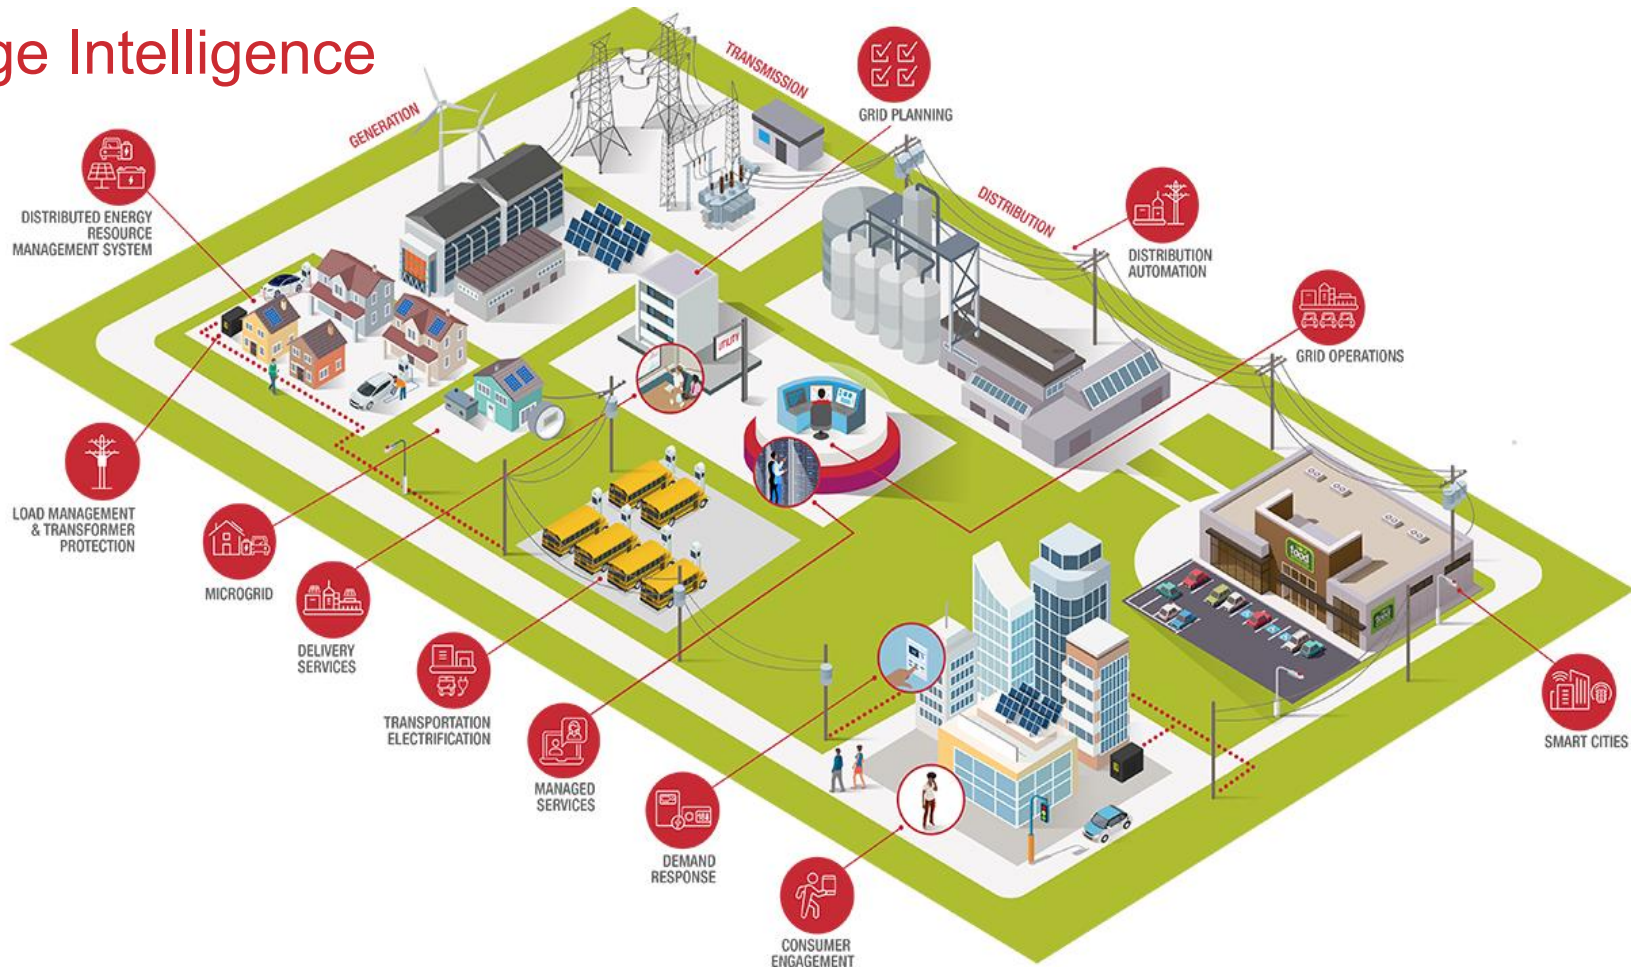 ge Intelligence
GENERATION
TRANSMISSION
GRID PLANNING
DISTRIBUTED ENERGY
RESOURCE
MANAGEMENT SYSTEM
DISTRIBUTION
DISTRIBUTION
AUTOMATION
GRID OPERATIONS
UTILITY
LOAD MANAGEMENT
& TRANSFORMER
PROTECTION
MICROGRID
DELIVERY
SERVICES
food
TRANSPORTATION
ELECTRIFICATION
MANAGED
SERVICES
SMART CITIES
DEMAND
RESPONSE
CONSUMER
ENGAGEMENT